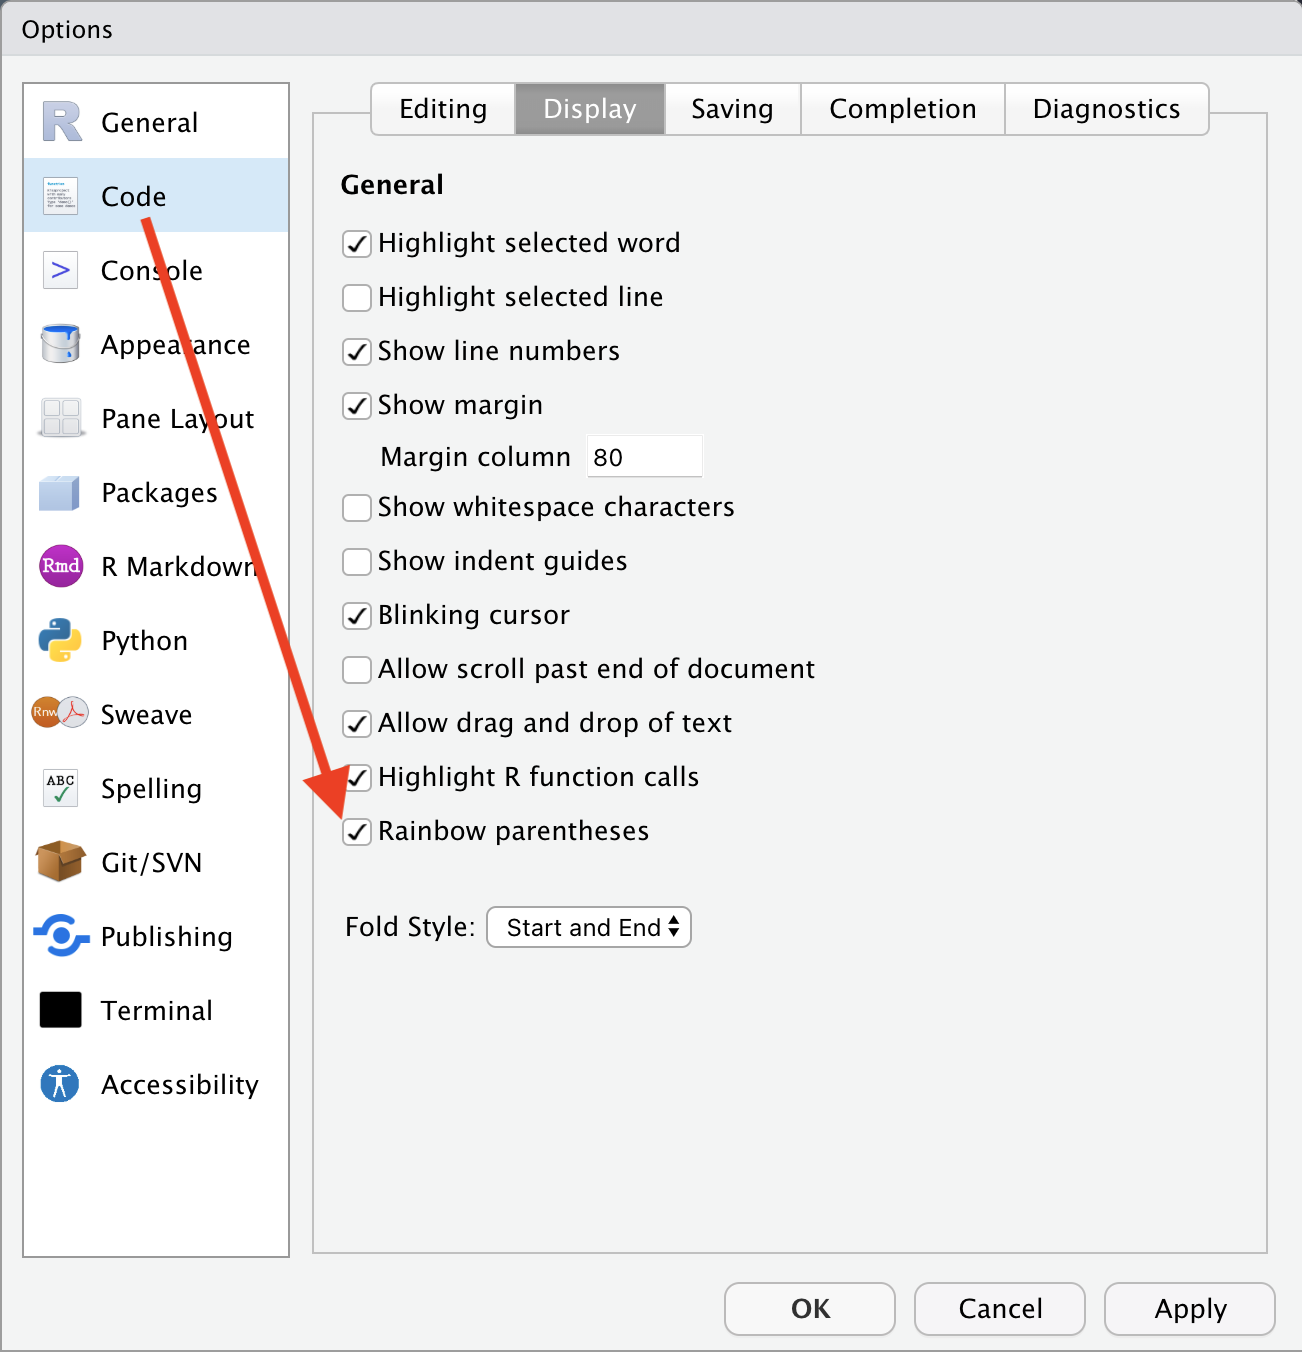 Options
General
Code
Console
Appearance
Pane Layout
Packages
Rmd R Markdown
Python
Rnw Sweave
ABC Spelling
Git/SVN
Publishing
Terminal
Accessibility
Editing Display Saving Completion Diagnostics
General
Highlight selected word
Highlight selected line
Show line numbers
Show margin
Margin column 80
Show whitespace characters
Show indent guides
Blinking cursor
Allow scroll past end of document
Allow drag and drop of text
Highlight R function calls
Rainbow parentheses
Fold Style: Start and End
OK Cancel Apply